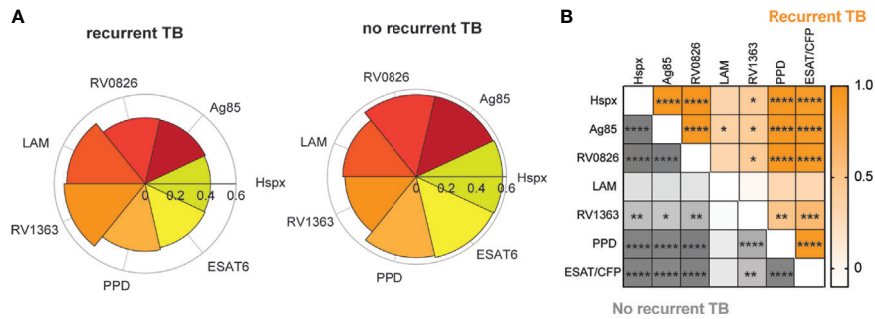 A
recurrent TB
RV0826
Ag85
LAM
Hspx
0 0.2 0.4 0.6
RV1363
PPD
ESAT6
no recurrent TB
RV0826
Ag85
LAM
Hspx
0 0.2 0.4 0.6
RV1363
PPD
ESAT6
B
Recurrent TB
Hspx Ag85 RV0826 LAM RV1363 PPD ESAT/CFP
Hspx **** **** * **** ****
Ag85 **** **** * * **** ****
RV0826 **** **** * **** ****
LAM
RV1363 ** * ** ** ***
PPD **** **** **** **** ****
ESAT/CFP **** **** **** ** ****
No recurrent TB
1.0
0.5
0